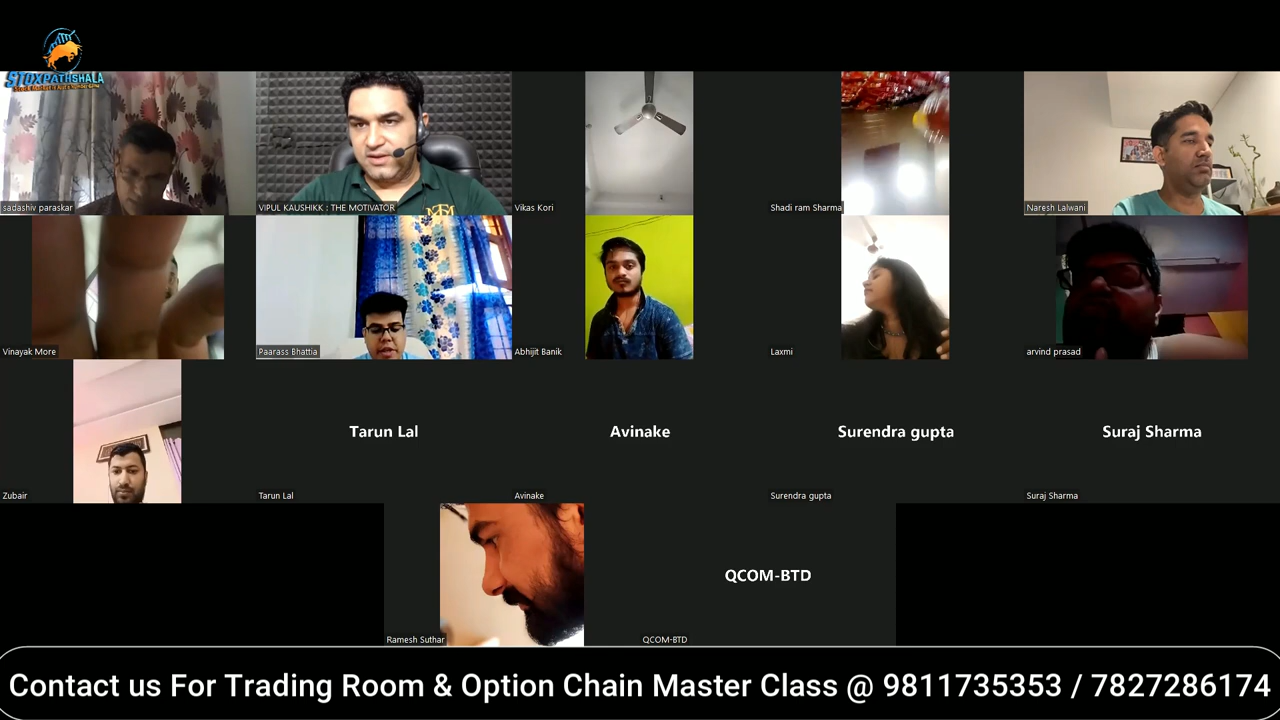 STOXPATHSHALA
sadashiv paraskar
VIPUL KAUSHIKK : THE MOTIVATOR
Vikas Kori
Shadi ram Sharma
Naresh Lalwani
Vinayak More
Paarass Bhattia
Abhijit Banik
Laxmi
arvind prasad
Tarun Lal
Avinake
Surendra gupta
Suraj Sharma
Zubair
Tarun Lal
Avinake
Surendra gupta
Suraj Sharma
QCOM-BTD
Ramesh Suthar
QCOM-BTD
Contact us For Trading Room & Option Chain Master Class @ 9811735353 / 7827286174